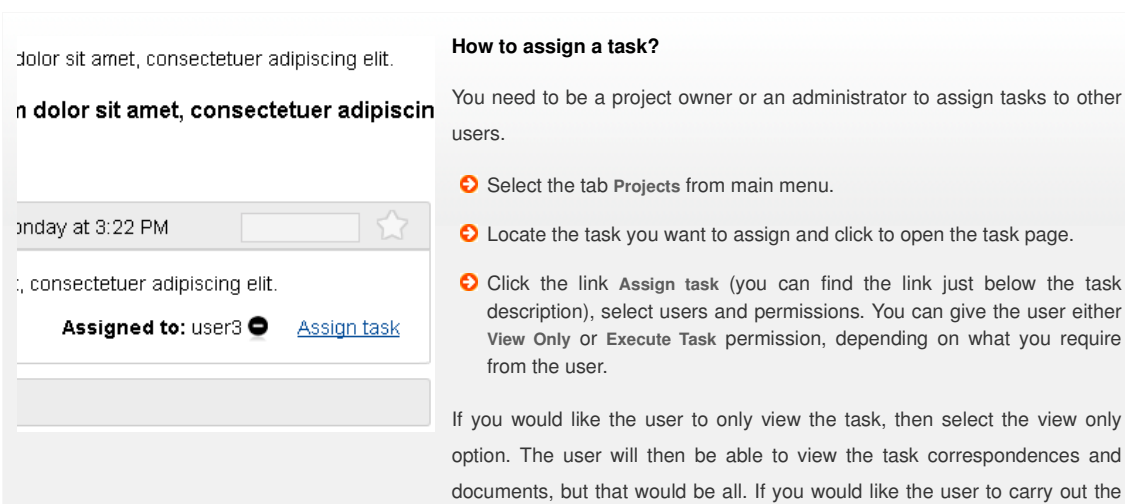 dolor sit amet, consectetuer adipiscing elit.
dolor sit amet, consectetuer adipiscin
at 3:22 PM
, consectetuer adipiscing elit.
Assigned to: user3 Assign task
How to assign a task?
You need to be a project owner or an administrator to assign tasks to other
users.
Select the tab Projects from main menu.
Locate the task you want to assign and click to open the task page.
Click the link Assign task (you can find the link just below the task
description), select users and permissions. You can give the user either
View Only or Execute Task permission, depending on what you require
from the user.
If you would like the user to only view the task, then select the view only
option. The user will then be able to view the task correspondences and
documents, but that would be all. If you would like the user to carry out the